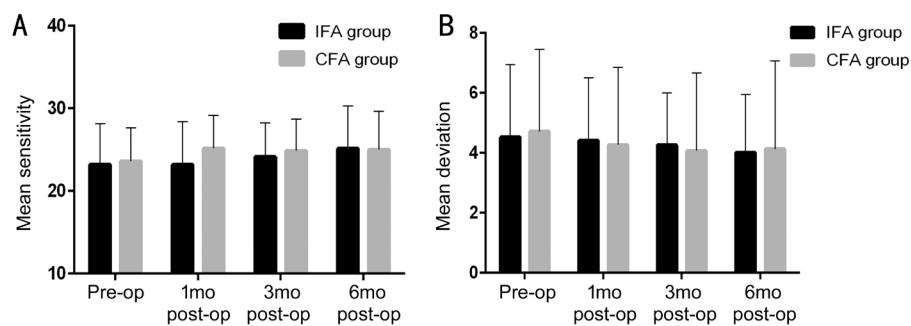 A
IFA group
CFA group
Mean sensitivity
40
30
20
10
Pre-op
1mo
post-op
3mo
post-op
6mo
post-op
B
IFA group
CFA group
Mean deviation
8
6
4
2
0
Pre-op
1mo
post-op
3mo
post-op
6mo
post-op